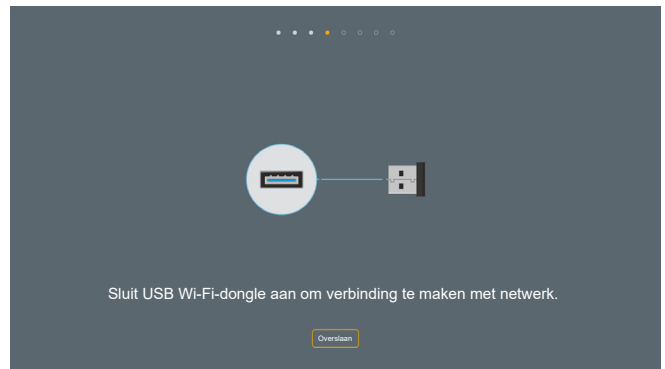 Sluit USB Wi-Fi-dongle aan om verbinding te maken met netwerk.
Overslaan